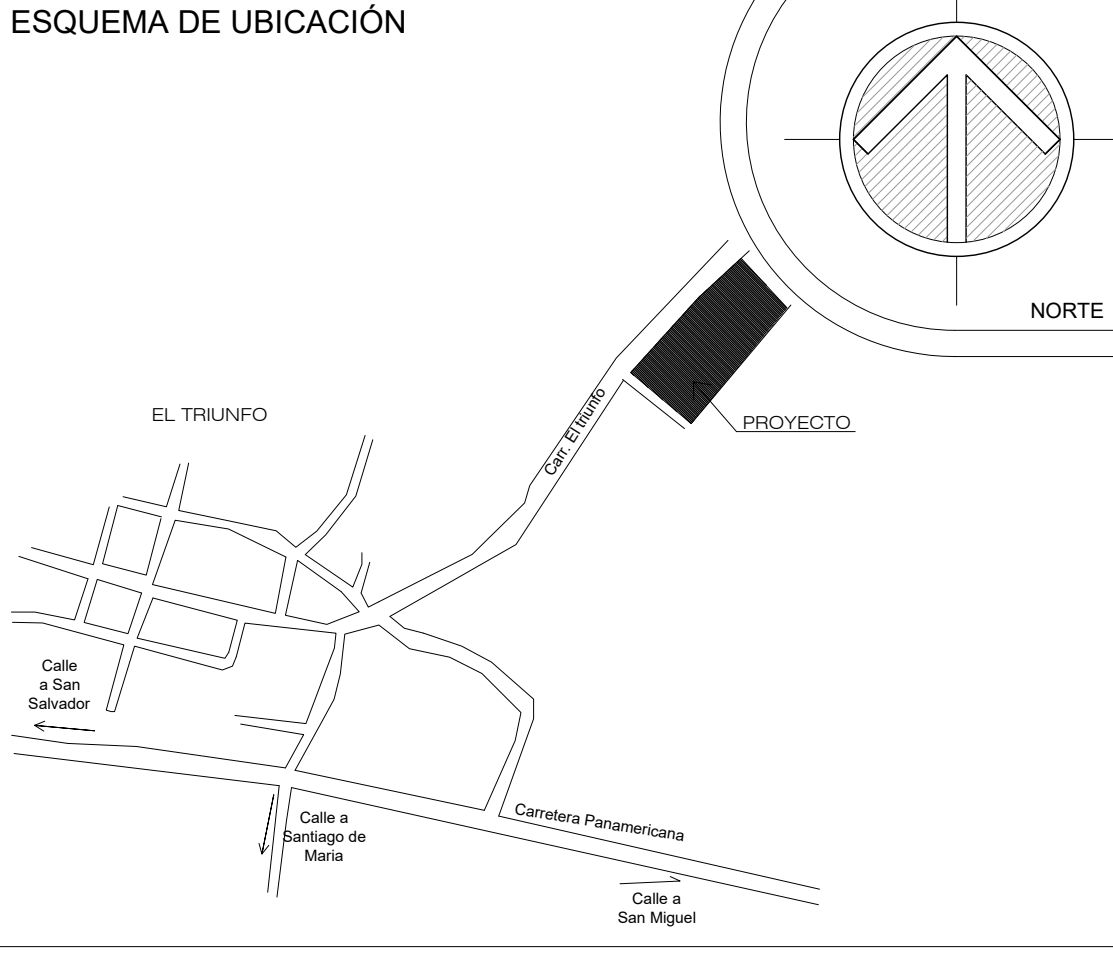 ESQUEMA DE UBICACIÓN
NORTE
EL TRIUNFO
Carr. El triunfo
PROYECTO
Calle
a San
Salvador
Calle a
Santiago de
Maria
Carretera Panamericana
Calle a
San Miguel